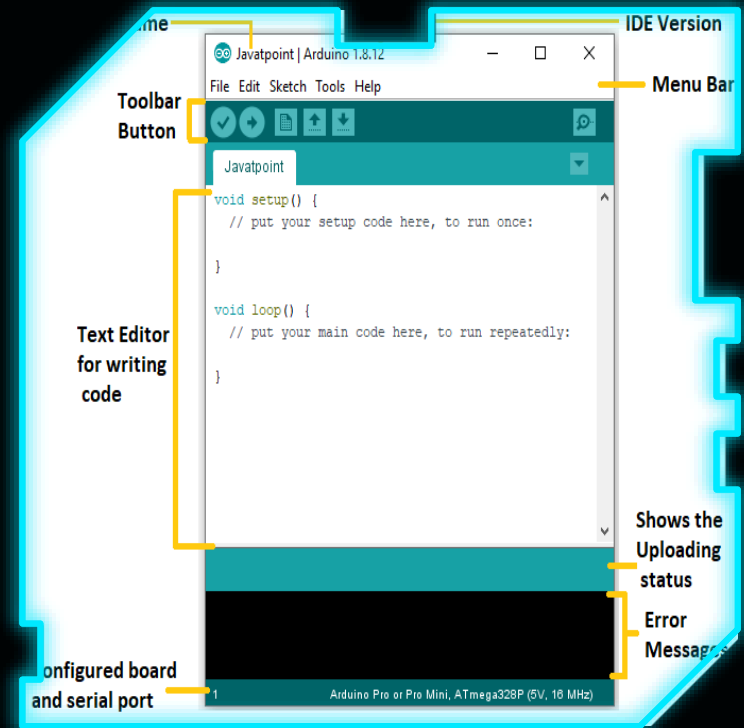 IDE Version
Javatpoint | Arduino 1.8.12
File Edit Sketch Tools Help
Menu Bar
Toolbar
Button
Javatpoint
void setup() {
// put your setup code here, to run once:
}
void loop() {
// put your main code here, to run repeatedly:
}
Text Editor
for writing
code
Shows the
Uploading
status
Error
Messages
board
and serial port
1
Arduino Pro or Pro Mini, ATmega328P (5V, 16 MHz)